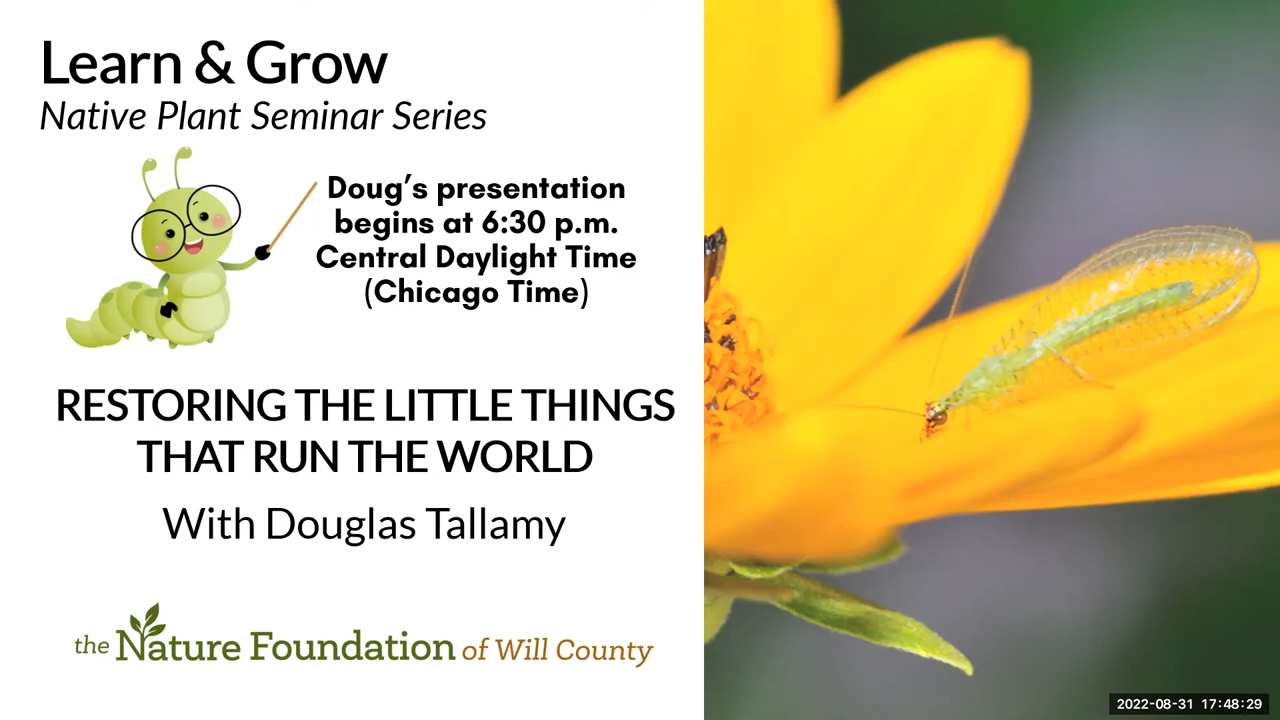 Learn & Grow
Native Plant Seminar Series
Doug's presentation
begins at 6:30 p.m.
Central Daylight Time
(Chicago Time)
RESTORING THE LITTLE THINGS
THAT RUN THE WORLD
With Douglas Tallamy
the Nature Foundation of Will County
2022-08-31 17:48:29